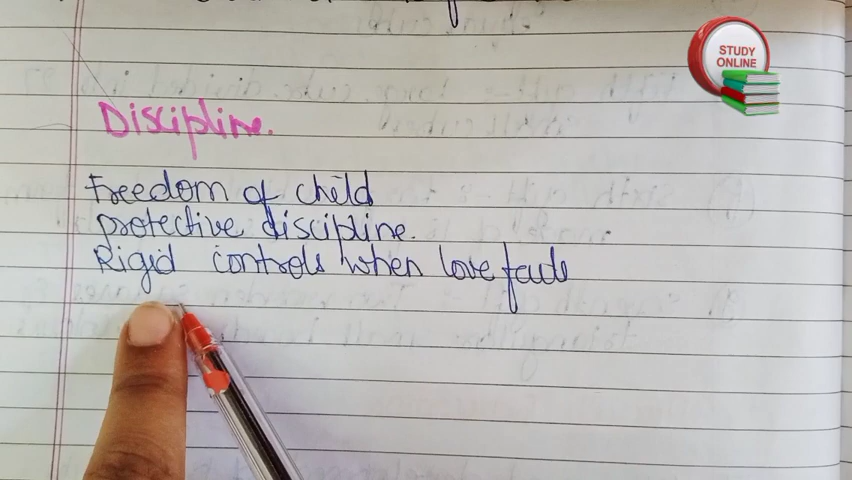 STUDY
ONLINE
Discipline.
Freedom of child
protective discipline.
Rigid controls when love fails